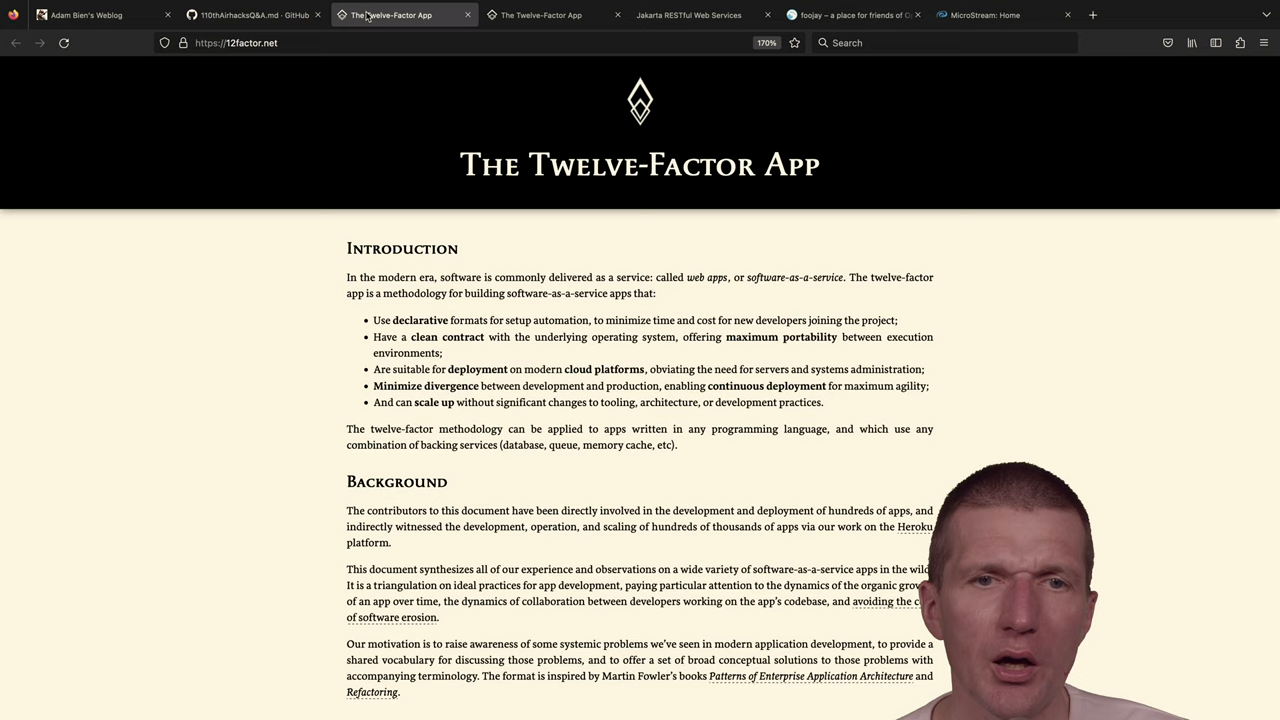 Adam Bien's Weblog
110thAirhacksQ&A.md · GitHub
The Twelve-Factor App
The Twelve-Factor App
Jakarta RESTful Web Services
foojay – a place for friends of
MicroStream: Home
https://12factor.net
170%
Search
The Twelve-Factor App
Introduction
In the modern era, software is commonly delivered as a service: called web apps, or software-as-a-service. The twelve-factor
app is a methodology for building software-as-a-service apps that:
• Use declarative formats for setup automation, to minimize time and cost for new developers joining the project;
• Have a clean contract with the underlying operating system, offering maximum portability between execution
environments;
• Are suitable for deployment on modern cloud platforms, obviating the need for servers and systems administration;
• Minimize divergence between development and production, enabling continuous deployment for maximum agility;
• And can scale up without significant changes to tooling, architecture, or development practices.
The twelve-factor methodology can be applied to apps written in any programming language, and which use any
combination of backing services (database, queue, memory cache, etc).
Background
The contributors to this document have been directly involved in the development and deployment of hundreds of apps, and
indirectly witnessed the development, operation, and scaling of hundreds of thousands of apps via our work on the Heroku
platform.
This document synthesizes all of our experience and observations on a wide variety of software-as-a-service apps in the wild
It is a triangulation on ideal practices for app development, paying particular attention to the dynamics of the organic
of an app over time, the dynamics of collaboration between developers working on the app's codebase, and avoiding the
of software erosion.
Our motivation is to raise awareness of some systemic problems we've seen in modern application development, to provide a
shared vocabulary for discussing those problems, and to offer a set of broad conceptual solutions to those problems with
accompanying terminology. The format is inspired by Martin Fowler's books Patterns of Enterprise Application Architecture and
Refactoring.